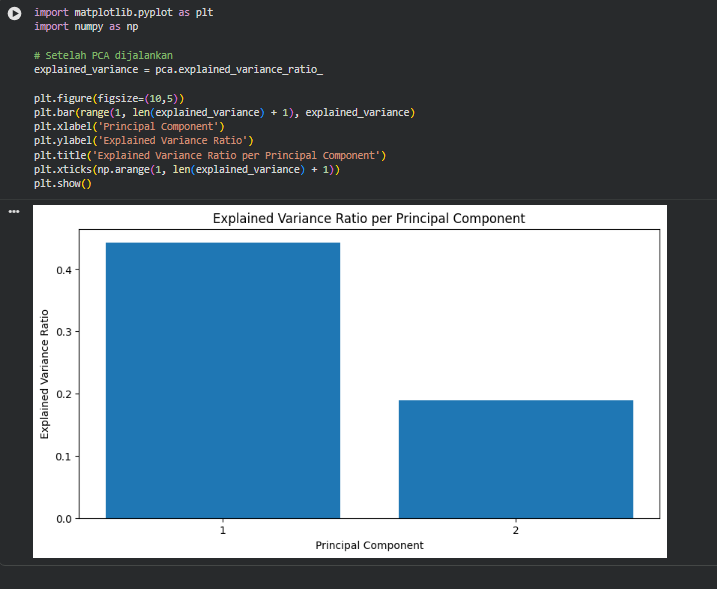 import matplotlib.pyplot as plt
import numpy as np
# Setelah PCA dijalankan
explained_variance = pca.explained_variance_ratio_
plt.figure(figsize=(10,5))
plt.bar(range(1, len(explained_variance) + 1), explained_variance)
plt.xlabel('Principal Component')
plt.ylabel('Explained Variance Ratio')
plt.title('Explained Variance Ratio per Principal Component')
plt.xticks(np.arange(1, len(explained_variance) + 1))
plt.show()
Explained Variance Ratio per Principal Component
Explained Variance Ratio
0.4
0.3
0.2
0.1
0.0
1
2
Principal Component